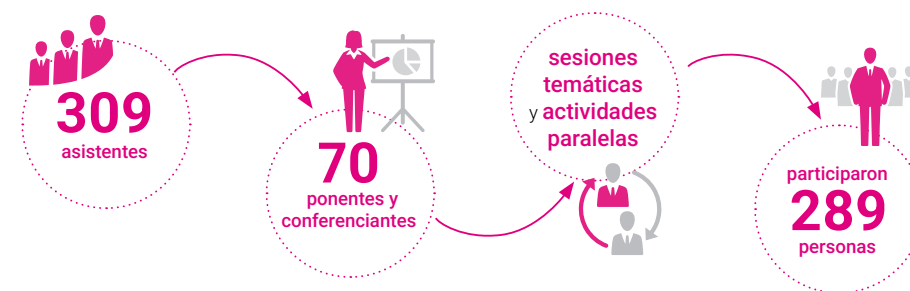 309
asistentes
70
ponentes y
conferenciantes
sesiones
temáticas
y actividades
paralelas
participaron
289
personas